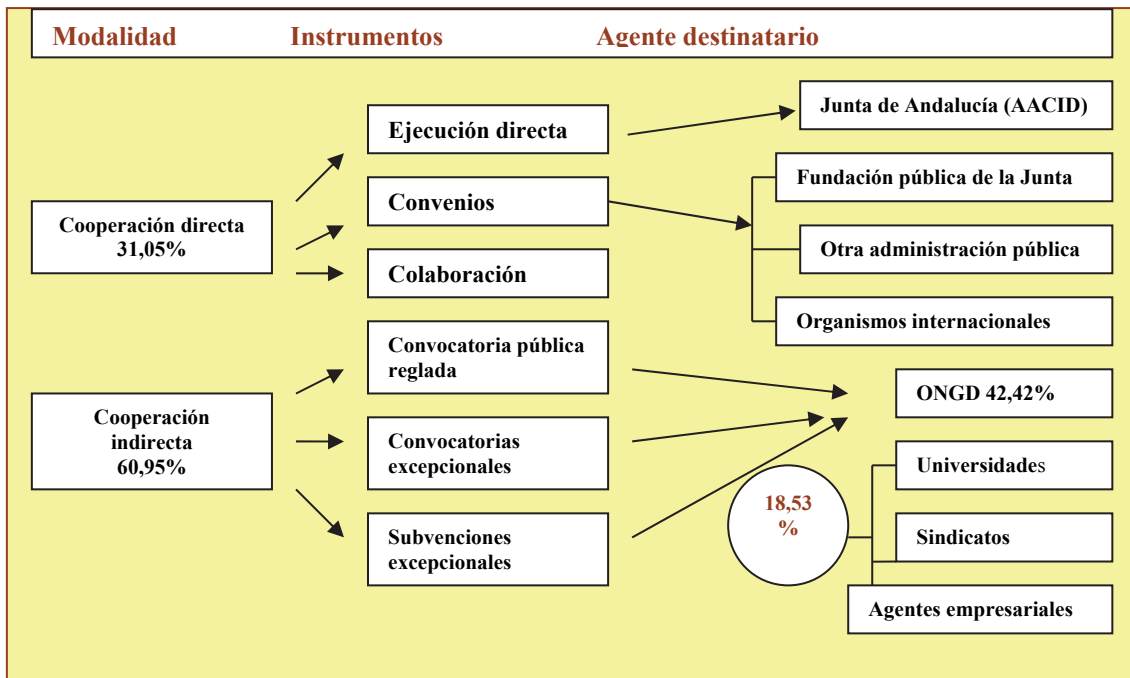 Modalidad Instrumentos Agente destinatario
Cooperación directa
31,05%
Cooperación
indirecta
60,95%
Ejecución directa
Convenios
Colaboración
Convocatoria pública
reglada
Convocatorias
excepcionales
Subvenciones
excepcionales
Junta de Andalucía (AACID)
Fundación pública de la Junta
Otra administración pública
Organismos internacionales
ONGD 42,42%
18,53
%
Universidades
Sindicatos
Agentes empresariales